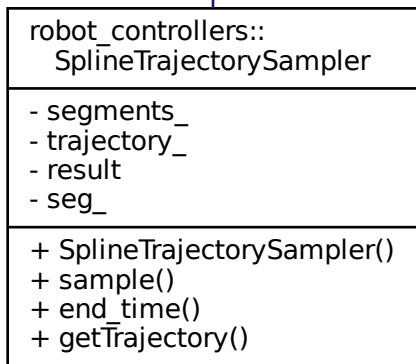 robot_controllers::
SplineTrajectorySampler
- segments_
- trajectory_
- result
- seg_
+ SplineTrajectorySampler()
+ sample()
+ end_time()
+ getTrajectory()